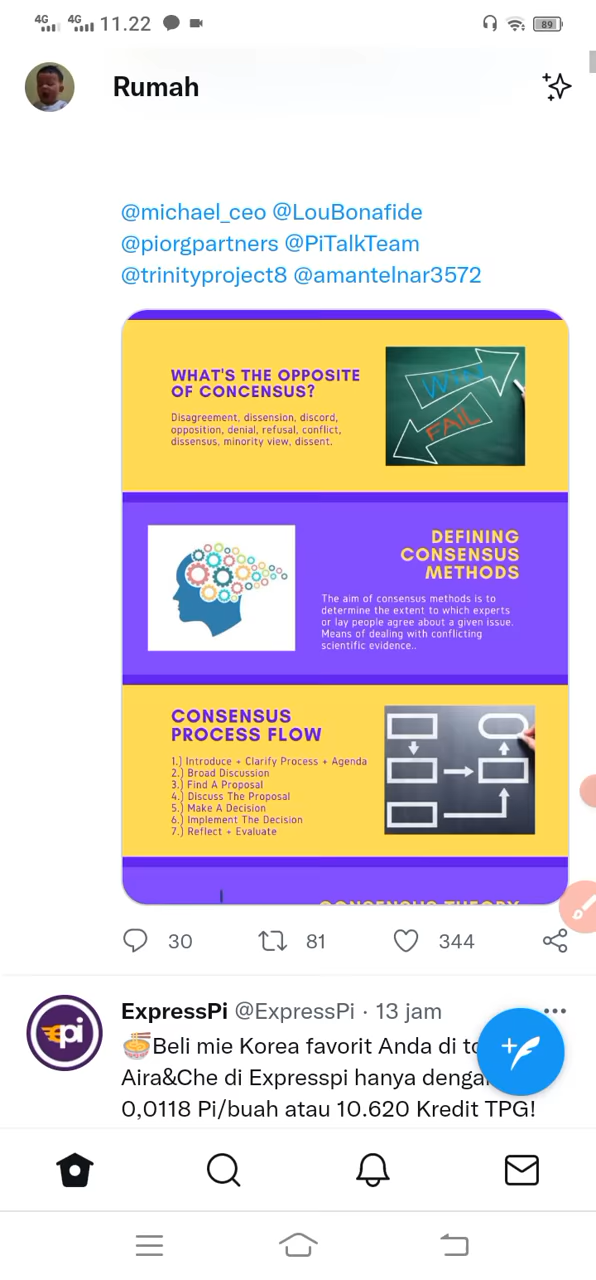 4G 4G 11.22 89
Rumah
@michael_ceo @LouBonafide
@piorgpartners @PiTalkTeam
@trinityproject8 @amantelnar3572
WHAT'S THE OPPOSITE
OF CONCENSUS?
Disagreement, dissension, discord,
opposition, denial, refusal, conflict,
dissensus, minority view, dissent.
WIN
FAIL
DEFINING
CONSENSUS
METHODS
The aim of consensus methods is to
determine the extent to which experts
or lay people agree about a given issue.
Means of dealing with conflicting
scientific evidence..
CONSENSUS
PROCESS FLOW
1.) Introduce + Clarify Process + Agenda
2.) Broad Discussion
3.) Find A Proposal
4.) Discuss The Proposal
5.) Make A Decision
6.) Implement The Decision
7.) Reflect + Evaluate
CONSENSUS THEORY
30 81 344
pi
ExpressPi @ExpressPi · 13 jam
Beli mie Korea favorit Anda di
Aira&Che di Expresspi hanya
0,0118 Pi/buah atau 10.620 Kredit TPG!